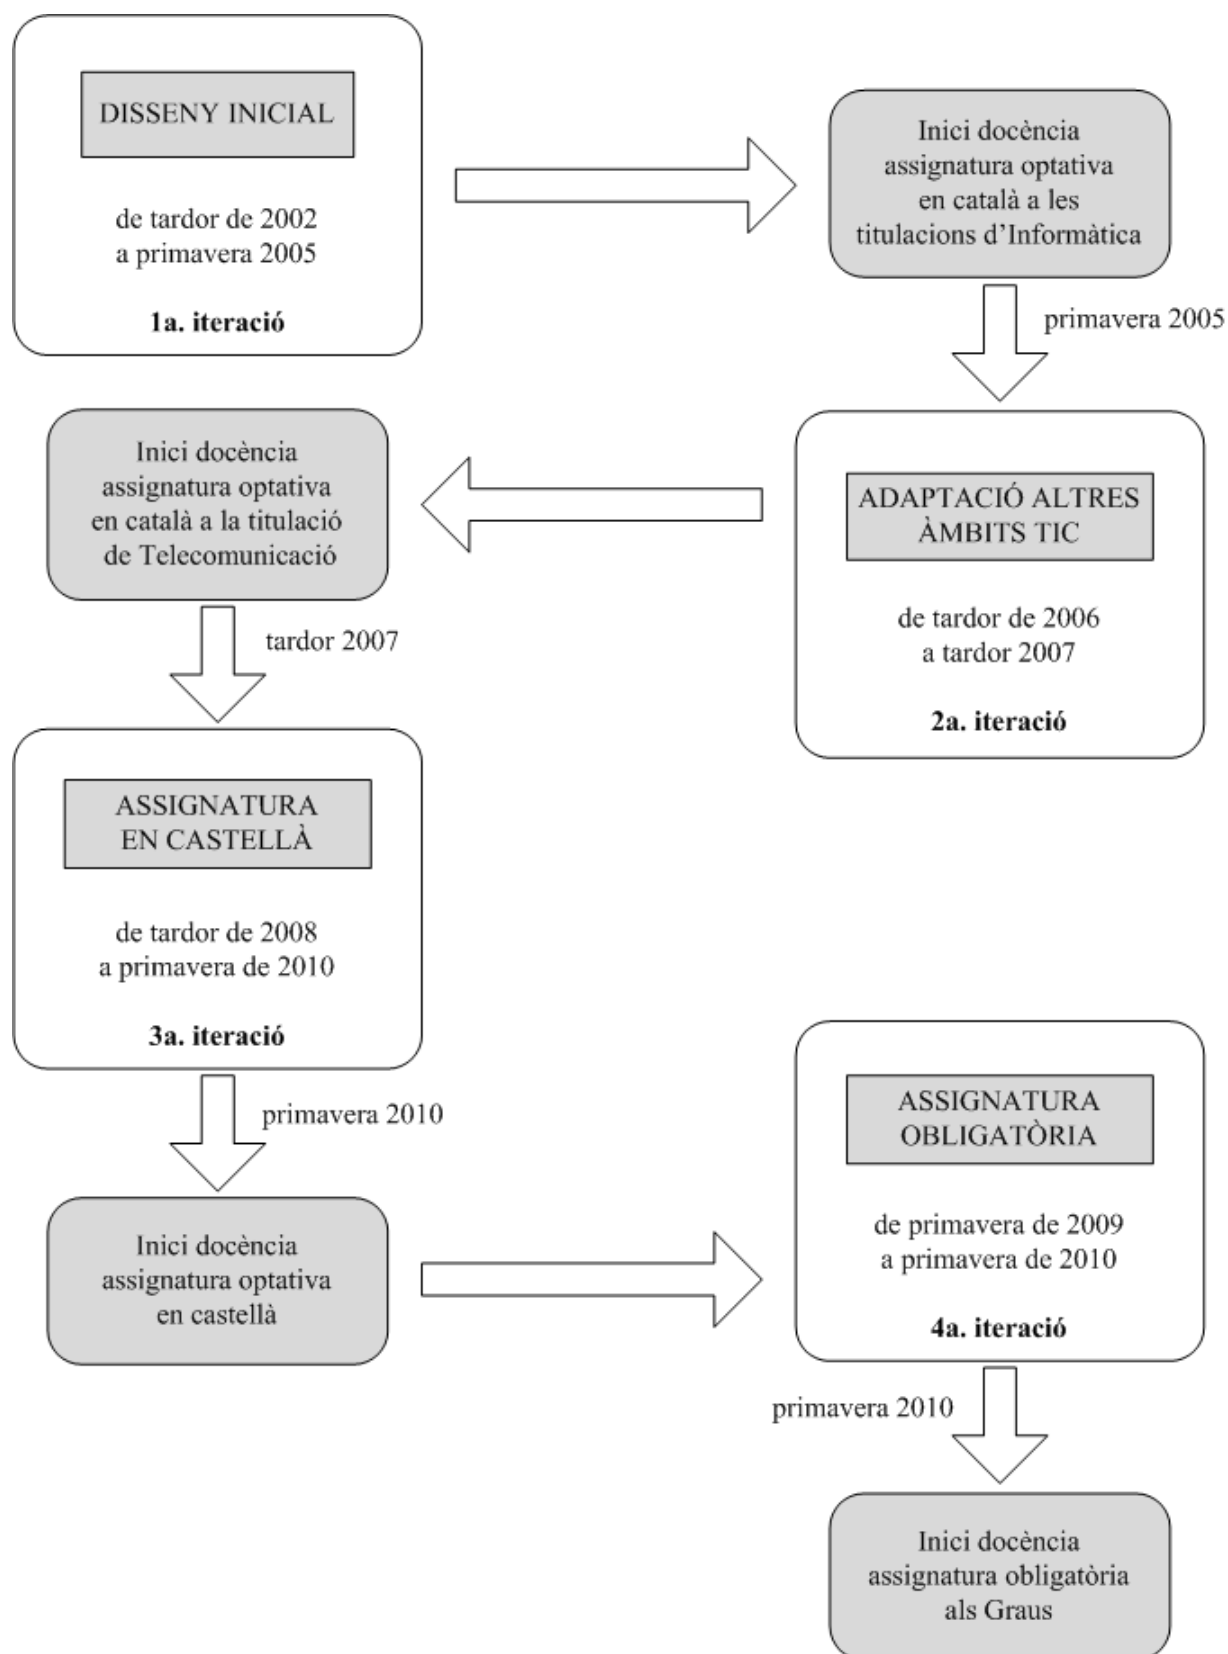 DISSENY INICIAL
de tardor de 2002
a primavera 2005
1a. iteració
Inici docència
assignatura optativa
en català a les
titulacions d’Informàtica
primavera 2005
ADAPTACIÓ ALTRES
ÀMBITS TIC
de tardor de 2006
a tardor 2007
2a. iteració
Inici docència
assignatura optativa
en català a la titulació
de Telecomunicació
tardor 2007
ASSIGNATURA
EN CASTELLÀ
de tardor de 2008
a primavera de 2010
3a. iteració
primavera 2010
Inici docència
assignatura optativa
en castellà
ASSIGNATURA
OBLIGATÒRIA
de primavera de 2009
a primavera de 2010
4a. iteració
primavera 2010
Inici docència
assignatura obligatòria
als Graus